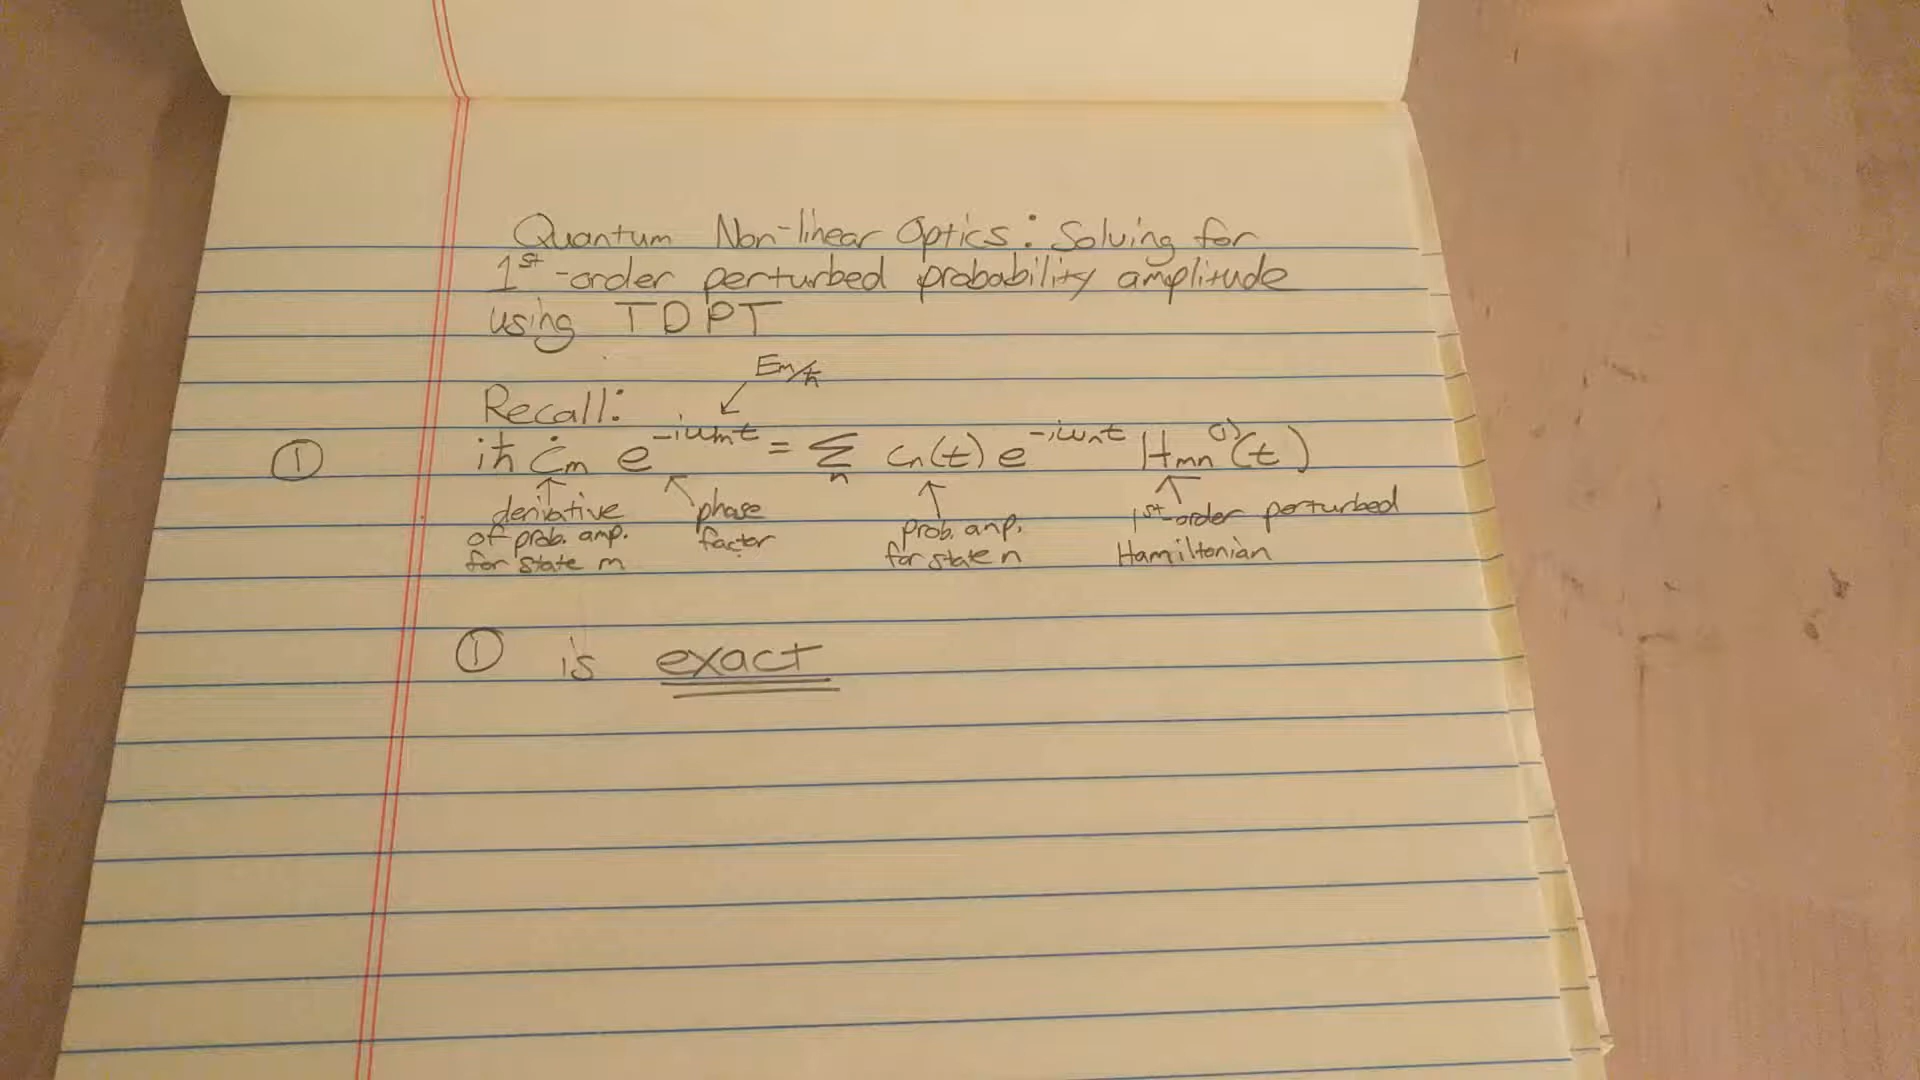 Quantum Non-linear Optics: Solving for
1st-order perturbed probability amplitude
using TDPT
Em/ħ
Recall:
① iħ ċm e^-iωmt = Σn cn(t) e^-iωnt Hmn^(1)(t)
derivative of prob. amp. for state m
phase factor
prob. amp. for state n
1st-order perturbed Hamiltonian
① is exact